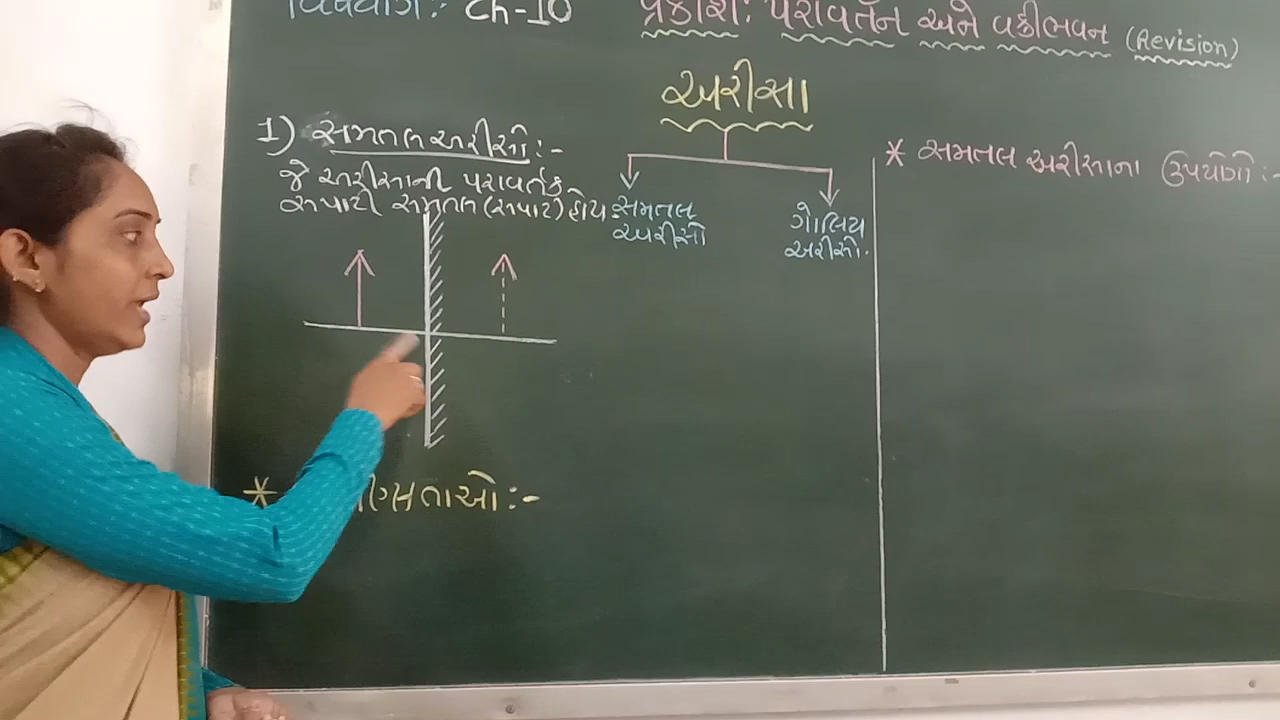 Ch-10
પ્રકાશ: પરાવર્તન અને વક્રીભવન (Revision)
અરીસા
સમતલ
અરીસો
ગોલિય
અરીસો.
1) સમતલ અરીસો:-
જે અરીસાની પરાવર્તક
સપાટી સમતલ (સપાટ) હોય
* સમતલ અરીસાના ઉપયોગો:-